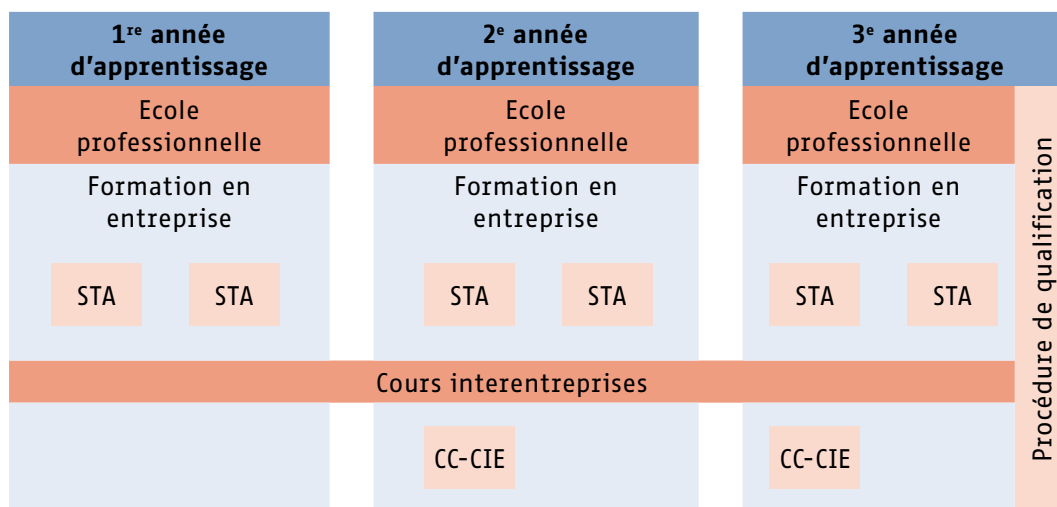 1re année
d'apprentissage
2e année
d'apprentissage
3e année
d'apprentissage
Ecole
professionnelle
Ecole
professionnelle
Ecole
professionnelle
Formation en
entreprise
Formation en
entreprise
Formation en
entreprise
STA STA STA STA STA STA
Cours interentreprises
CC-CIE CC-CIE
Procédure de qualification